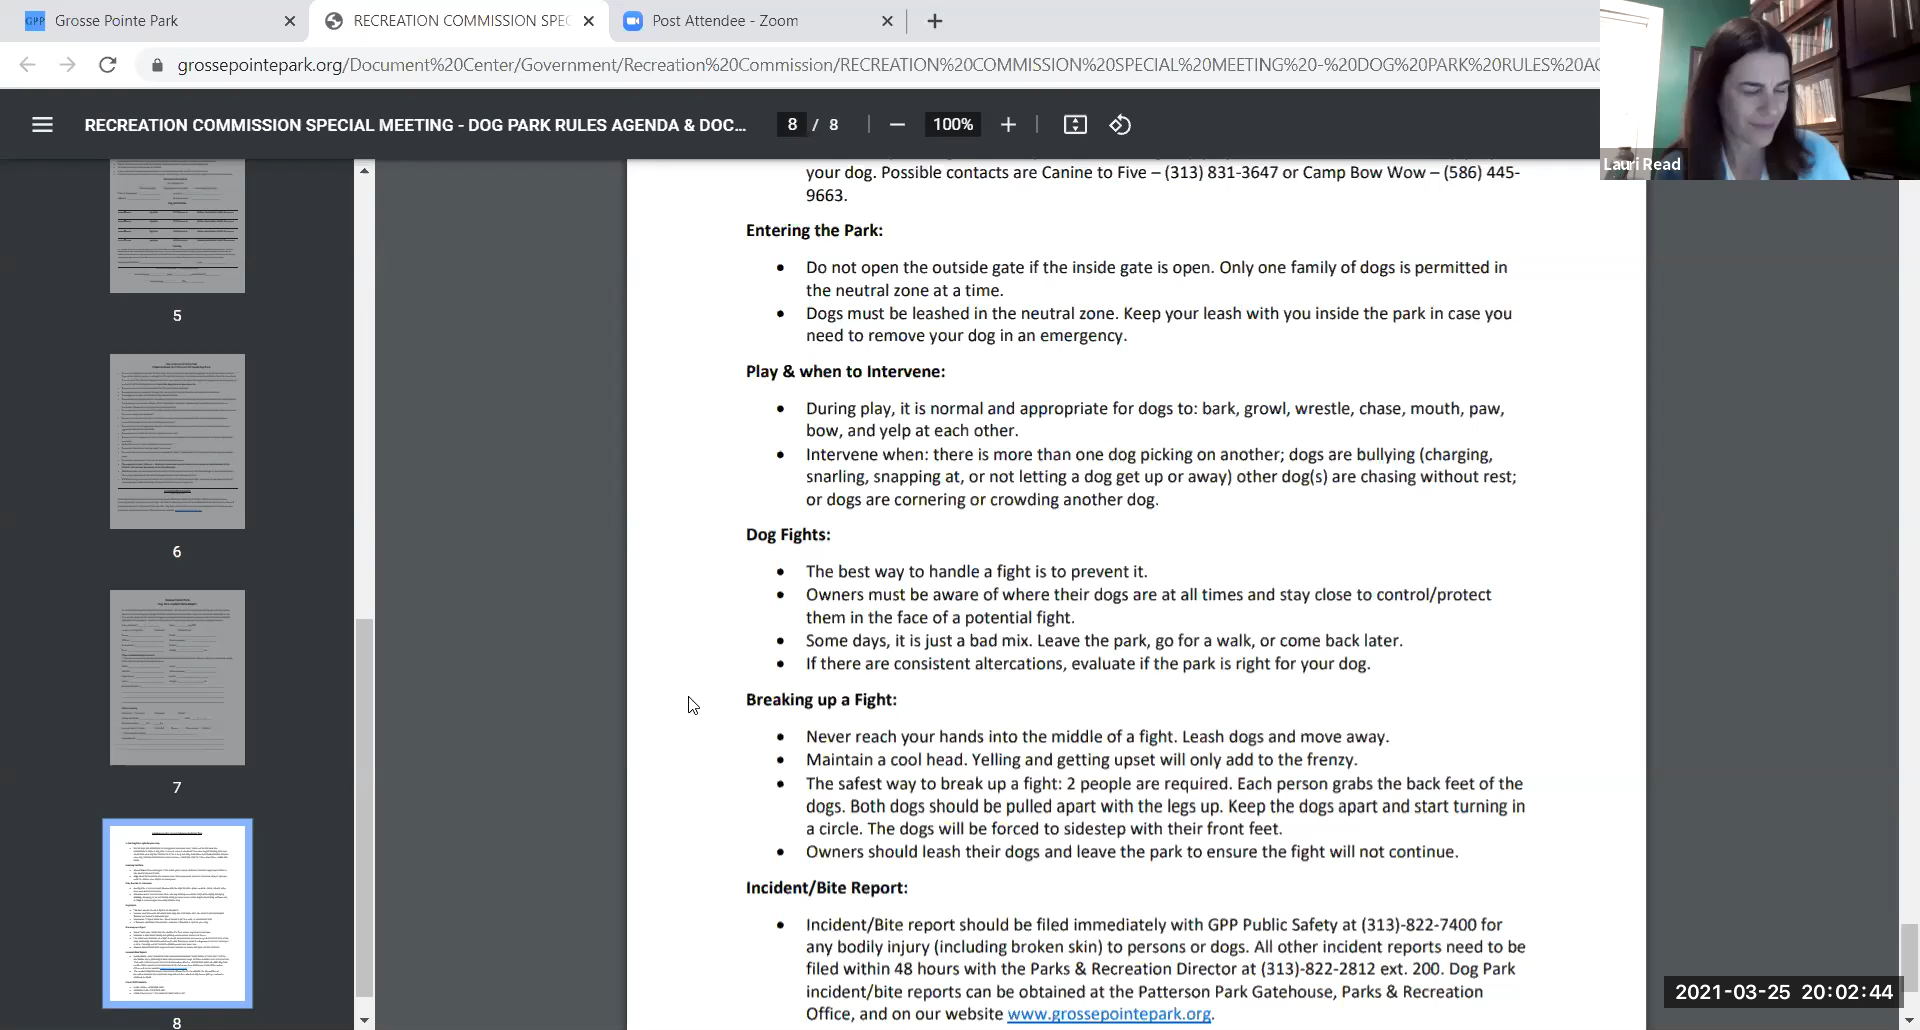 GPP Grosse Pointe Park
RECREATION COMMISSION SPEC
Post Attendee - Zoom
grossepointepark.org/Document%20Center/Government/Recreation%20Commission/RECREATION%20COMMISSION%20SPECIAL%20MEETING%20-%20DOG%20PARK%20RULES%20AG
RECREATION COMMISSION SPECIAL MEETING - DOG PARK RULES AGENDA & DOC... 8 / 8 100%
Lauri Read
5
6
7
8
your dog. Possible contacts are Canine to Five – (313) 831-3647 or Camp Bow Wow – (586) 445-
9663.
Entering the Park:
• Do not open the outside gate if the inside gate is open. Only one family of dogs is permitted in
the neutral zone at a time.
• Dogs must be leashed in the neutral zone. Keep your leash with you inside the park in case you
need to remove your dog in an emergency.
Play & when to Intervene:
• During play, it is normal and appropriate for dogs to: bark, growl, wrestle, chase, mouth, paw,
bow, and yelp at each other.
• Intervene when: there is more than one dog picking on another; dogs are bullying (charging,
snarling, snapping at, or not letting a dog get up or away) other dog(s) are chasing without rest;
or dogs are cornering or crowding another dog.
Dog Fights:
• The best way to handle a fight is to prevent it.
• Owners must be aware of where their dogs are at all times and stay close to control/protect
them in the face of a potential fight.
• Some days, it is just a bad mix. Leave the park, go for a walk, or come back later.
• If there are consistent altercations, evaluate if the park is right for your dog.
Breaking up a Fight:
• Never reach your hands into the middle of a fight. Leash dogs and move away.
• Maintain a cool head. Yelling and getting upset will only add to the frenzy.
• The safest way to break up a fight: 2 people are required. Each person grabs the back feet of the
dogs. Both dogs should be pulled apart with the legs up. Keep the dogs apart and start turning in
a circle. The dogs will be forced to sidestep with their front feet.
• Owners should leash their dogs and leave the park to ensure the fight will not continue.
Incident/Bite Report:
• Incident/Bite report should be filed immediately with GPP Public Safety at (313)-822-7400 for
any bodily injury (including broken skin) to persons or dogs. All other incident reports need to be
filed within 48 hours with the Parks & Recreation Director at (313)-822-2812 ext. 200. Dog Park
incident/bite reports can be obtained at the Patterson Park Gatehouse, Parks & Recreation
Office, and on our website www.grossepointepark.org.
2021-03-25 20:02:44